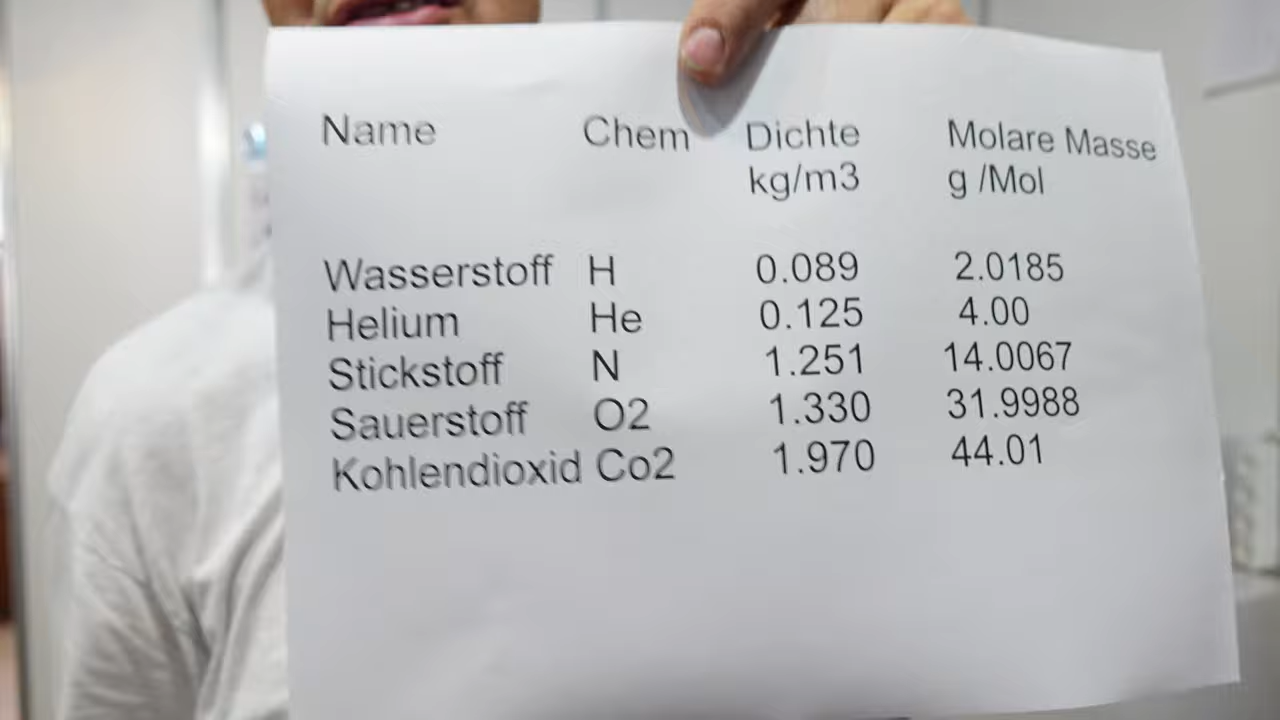 Name Chem Dichte Molare Masse
kg/m3 g /Mol
Wasserstoff H 0.089 2.0185
Helium He 0.125 4.00
Stickstoff N 1.251 14.0067
Sauerstoff O2 1.330 31.9988
Kohlendioxid Co2 1.970 44.01